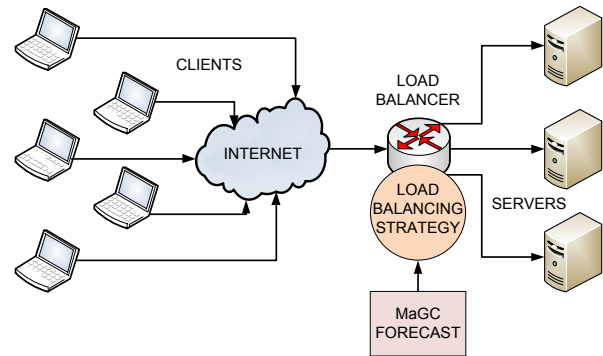 CLIENTS
INTERNET
LOAD
BALANCER
LOAD
BALANCING
STRATEGY
SERVERS
MaGC
FORECAST